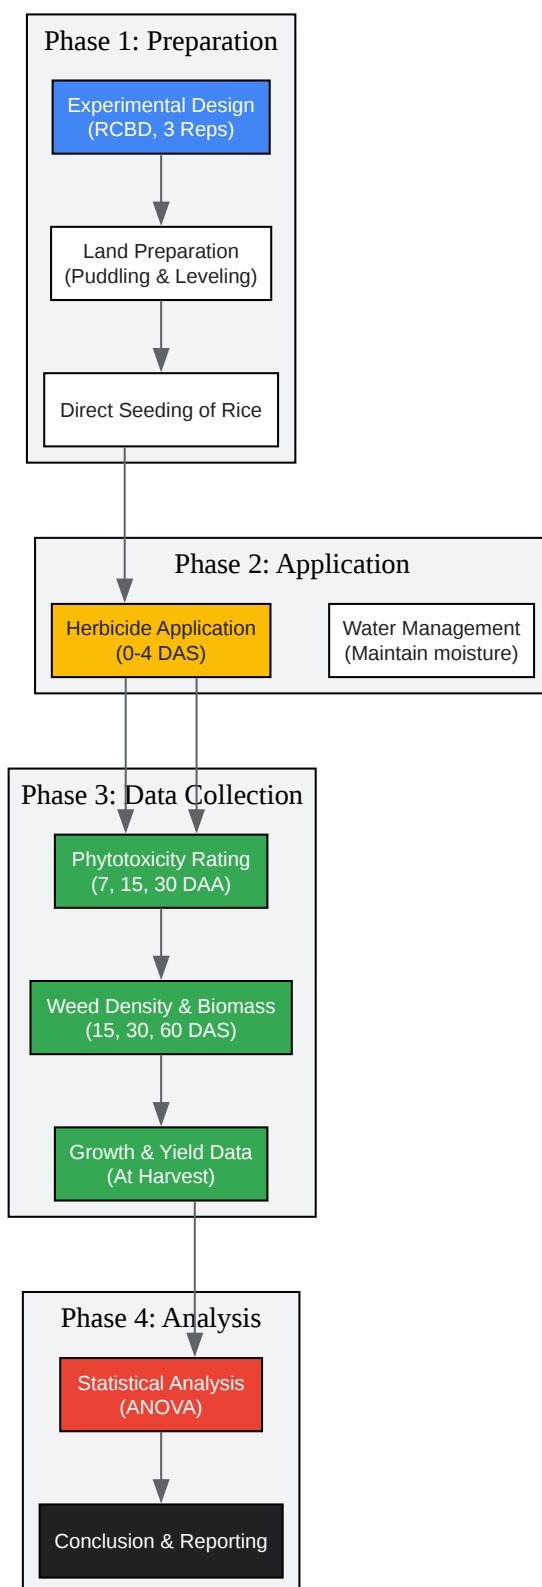 Phase 1: Preparation
Experimental Design
(RCBD, 3 Reps)
Land Preparation
(Puddling & Leveling)
Direct Seeding of Rice
Phase 2: Application
Herbicide Application
(0-4 DAS)
Water Management
(Maintain moisture)
Phase 3: Data Collection
Phytotoxicity Rating
(7, 15, 30 DAA)
Weed Density & Biomass
(15, 30, 60 DAS)
Growth & Yield Data
(At Harvest)
Phase 4: Analysis
Statistical Analysis
(ANOVA)
Conclusion & Reporting